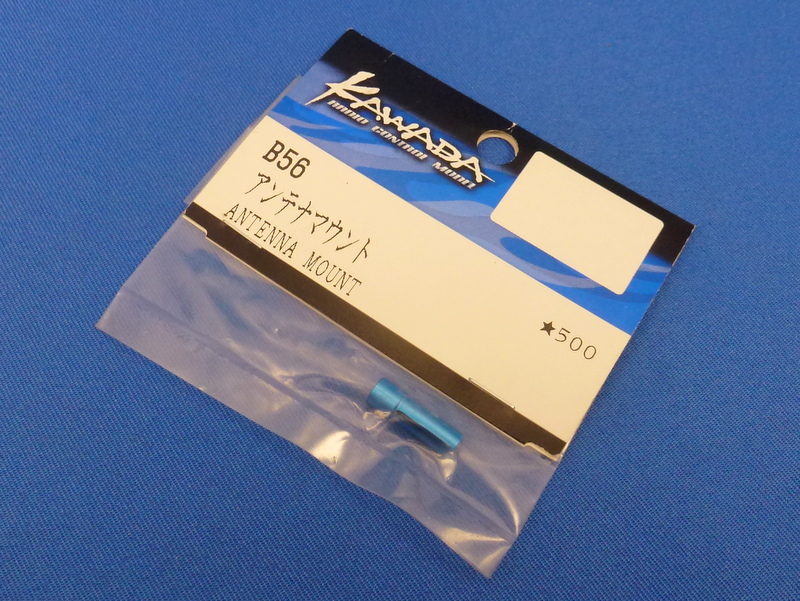 KAWADA
RADIO CONTROL MODEL
B56
アンテナマウント
ANTENNA MOUNT
★500